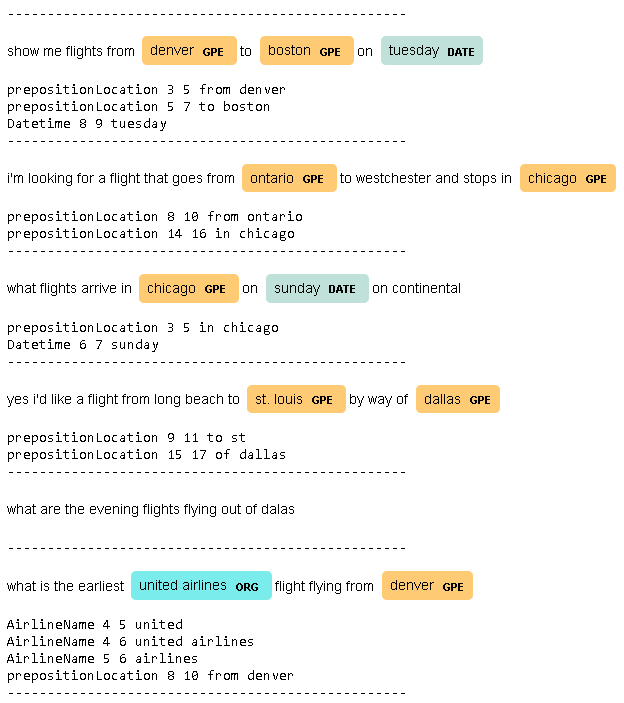 --------------------------------------------------
show me flights from denver GPE to boston GPE on tuesday DATE
prepositionLocation 3 5 from denver
prepositionLocation 5 7 to boston
Datetime 8 9 tuesday
--------------------------------------------------
i'm looking for a flight that goes from ontario GPE to westchester and stops in chicago GPE
prepositionLocation 8 10 from ontario
prepositionLocation 14 16 in chicago
--------------------------------------------------
what flights arrive in chicago GPE on sunday DATE on continental
prepositionLocation 3 5 in chicago
Datetime 6 7 sunday
--------------------------------------------------
yes i'd like a flight from long beach to st. louis GPE by way of dallas GPE
prepositionLocation 9 11 to st
prepositionLocation 15 17 of dallas
--------------------------------------------------
what are the evening flights flying out of dalas
--------------------------------------------------
what is the earliest united airlines ORG flight flying from denver GPE
AirlineName 4 5 united
AirlineName 4 6 united airlines
AirlineName 5 6 airlines
prepositionLocation 8 10 from denver
--------------------------------------------------